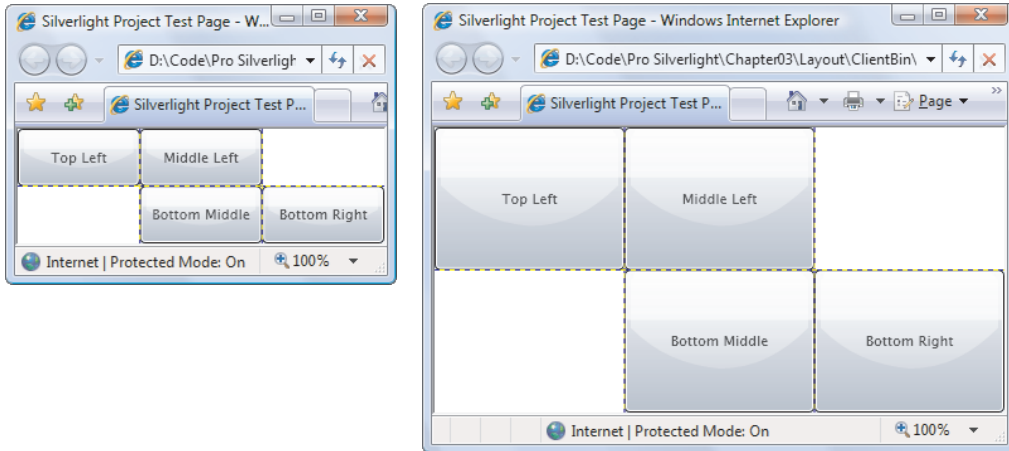 Silverlight Project Test Page - W...
D:\Code\Pro Silverligh
Silverlight Project Test P...
Top Left
Middle Left
Bottom Middle
Bottom Right
Internet | Protected Mode: On
100%
Silverlight Project Test Page - Windows Internet Explorer
D:\Code\Pro Silverlight\Chapter03\Layout\ClientBin\
Silverlight Project Test P...
Page
Top Left
Middle Left
Bottom Middle
Bottom Right
Internet | Protected Mode: On
100%